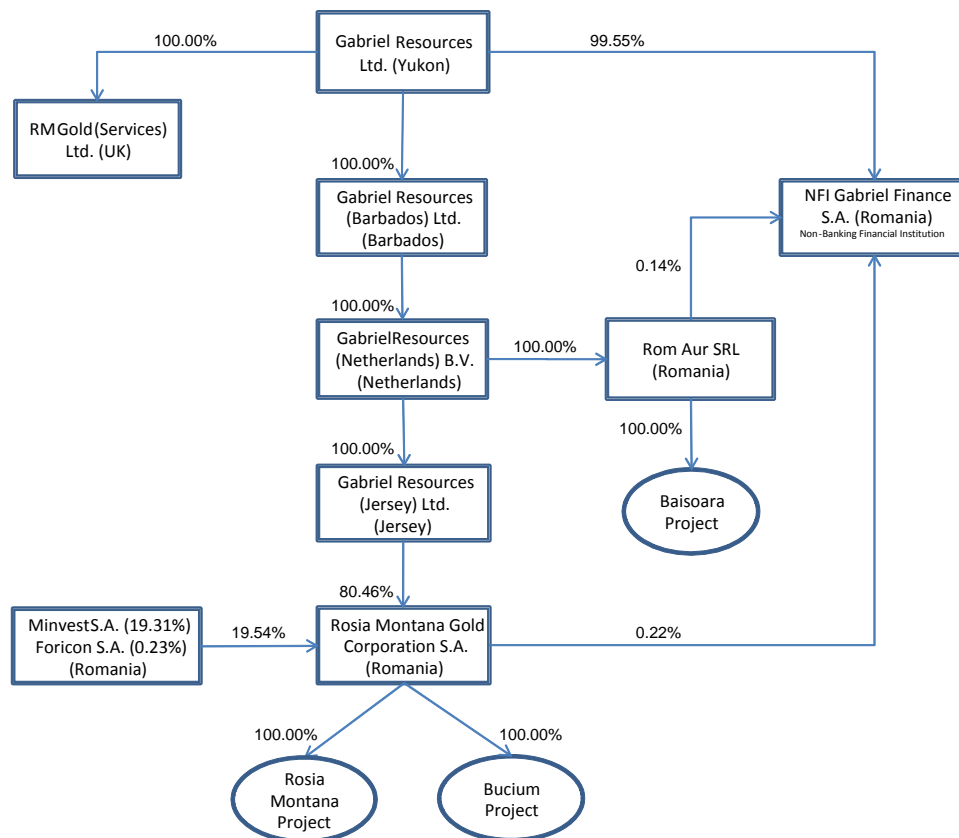 100.00%
Gabriel Resources
Ltd. (Yukon)
99.55%
RM Gold (Services)
Ltd. (UK)
100.00%
Gabriel Resources
(Barbados) Ltd.
(Barbados)
NFI Gabriel Finance
S.A. (Romania)
Non-Banking Financial Institution
0.14%
100.00%
GabrielResources
(Netherlands) B.V.
(Netherlands)
100.00%
Rom Aur SRL
(Romania)
100.00%
100.00%
Gabriel Resources
(Jersey) Ltd.
(Jersey)
Baisoara
Project
80.46%
MinvestS.A. (19.31%)
Foricon S.A. (0.23%)
(Romania)
19.54%
Rosia Montana Gold
Corporation S.A.
(Romania)
0.22%
100.00%
100.00%
Rosia
Montana
Project
Bucium
Project